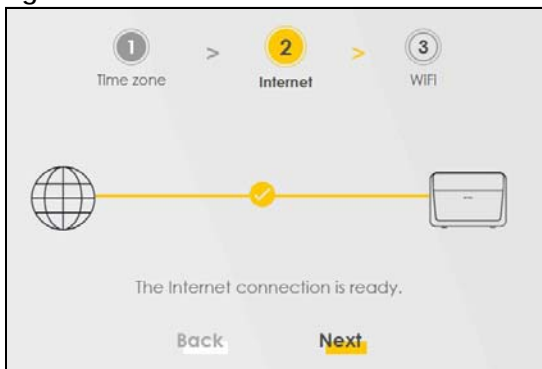 1 > 2 > 3
Time zone Internet WiFi
The Internet connection is ready.
Back Next